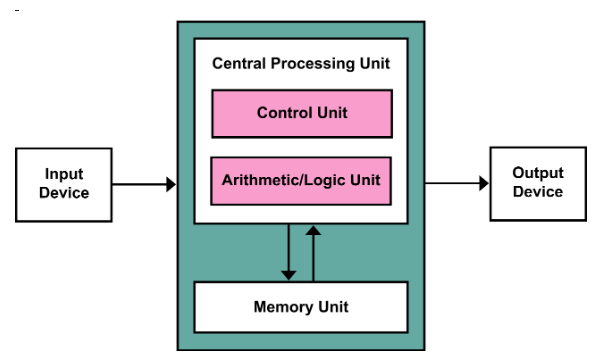 Central Processing Unit
Control Unit
Arithmetic/Logic Unit
Input
Device
Output
Device
Memory Unit